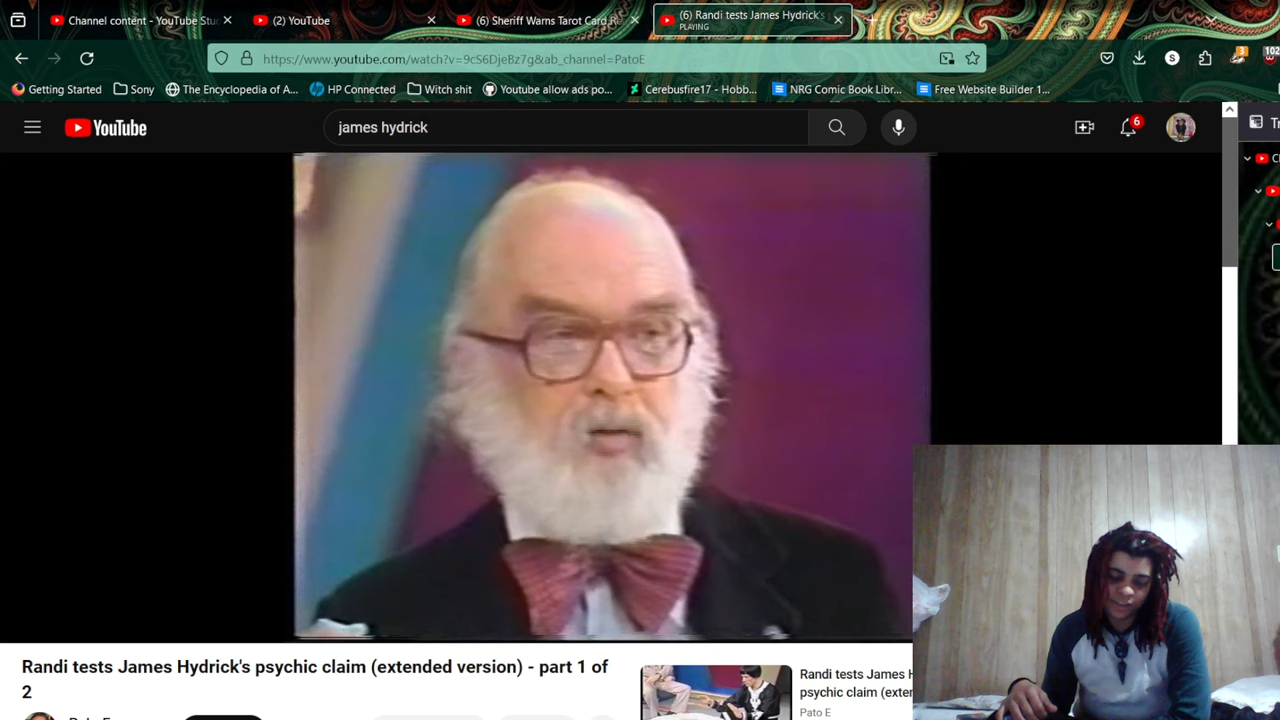 Channel content - YouTube Stu
(2) YouTube
(6) Sheriff Warns Tarot Card Re
(6) Randi tests James Hydrick's
PLAYING
https://www.youtube.com/watch?v=9cS6DjeBz7g&ab_channel=PatoE
S
3
102
Getting Started
Sony
The Encyclopedia of A...
HP Connected
Witch shit
Youtube allow ads po...
Cerebusfire17 - Hobb...
NRG Comic Book Libr...
Free Website Builder 1...
YouTube
james hydrick
6
Randi tests James Hydrick's psychic claim (extended version) - part 1 of
2
Randi tests James H
psychic claim (exter
Pato E